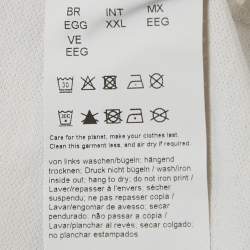 BR INT MX
EGG XXL EEG
VE
EEG
30
Care for the planet, make your clothes last.
Clean this garment less, and air dry if required.
von links waschen/bügeln; hängend
trocknen; Druck nicht bügeln / wash/iron
inside out; hang to dry; do not iron print /
Laver/repasser à l'envers; sécher
suspendu; ne pas repasser copie /
Lavar/engomar de avesso; secar
pendurado; não passar a copia /
Lavar/planchar al revés; secar colgado;
no planchar estampados